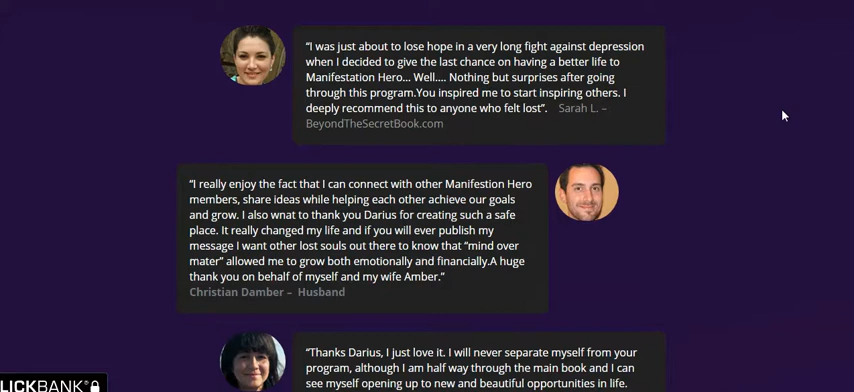 “I was just about to lose hope in a very long fight against depression
when I decided to give the last chance on having a better life to
Manifestation Hero... Well.... Nothing but surprises after going
through this program.You inspired me to start inspiring others. I
deeply recommend this to anyone who felt lost”. Sarah L. –
BeyondTheSecretBook.com
“I really enjoy the fact that I can connect with other Manifestion Hero
members, share ideas while helping each other achieve our goals
and grow. I also wnat to thank you Darius for creating such a safe
place. It really changed my life and if you will ever publish my
message I want other lost souls out there to know that “mind over
mater” allowed me to grow both emotionally and financially.A huge
thank you on behalf of myself and my wife Amber.”
Christian Damber – Husband
“Thanks Darius, I just love it. I will never separate myself from your
program, although I am half way through the main book and I can
see myself opening up to new and beautiful opportunities in life.
LICKBANK®